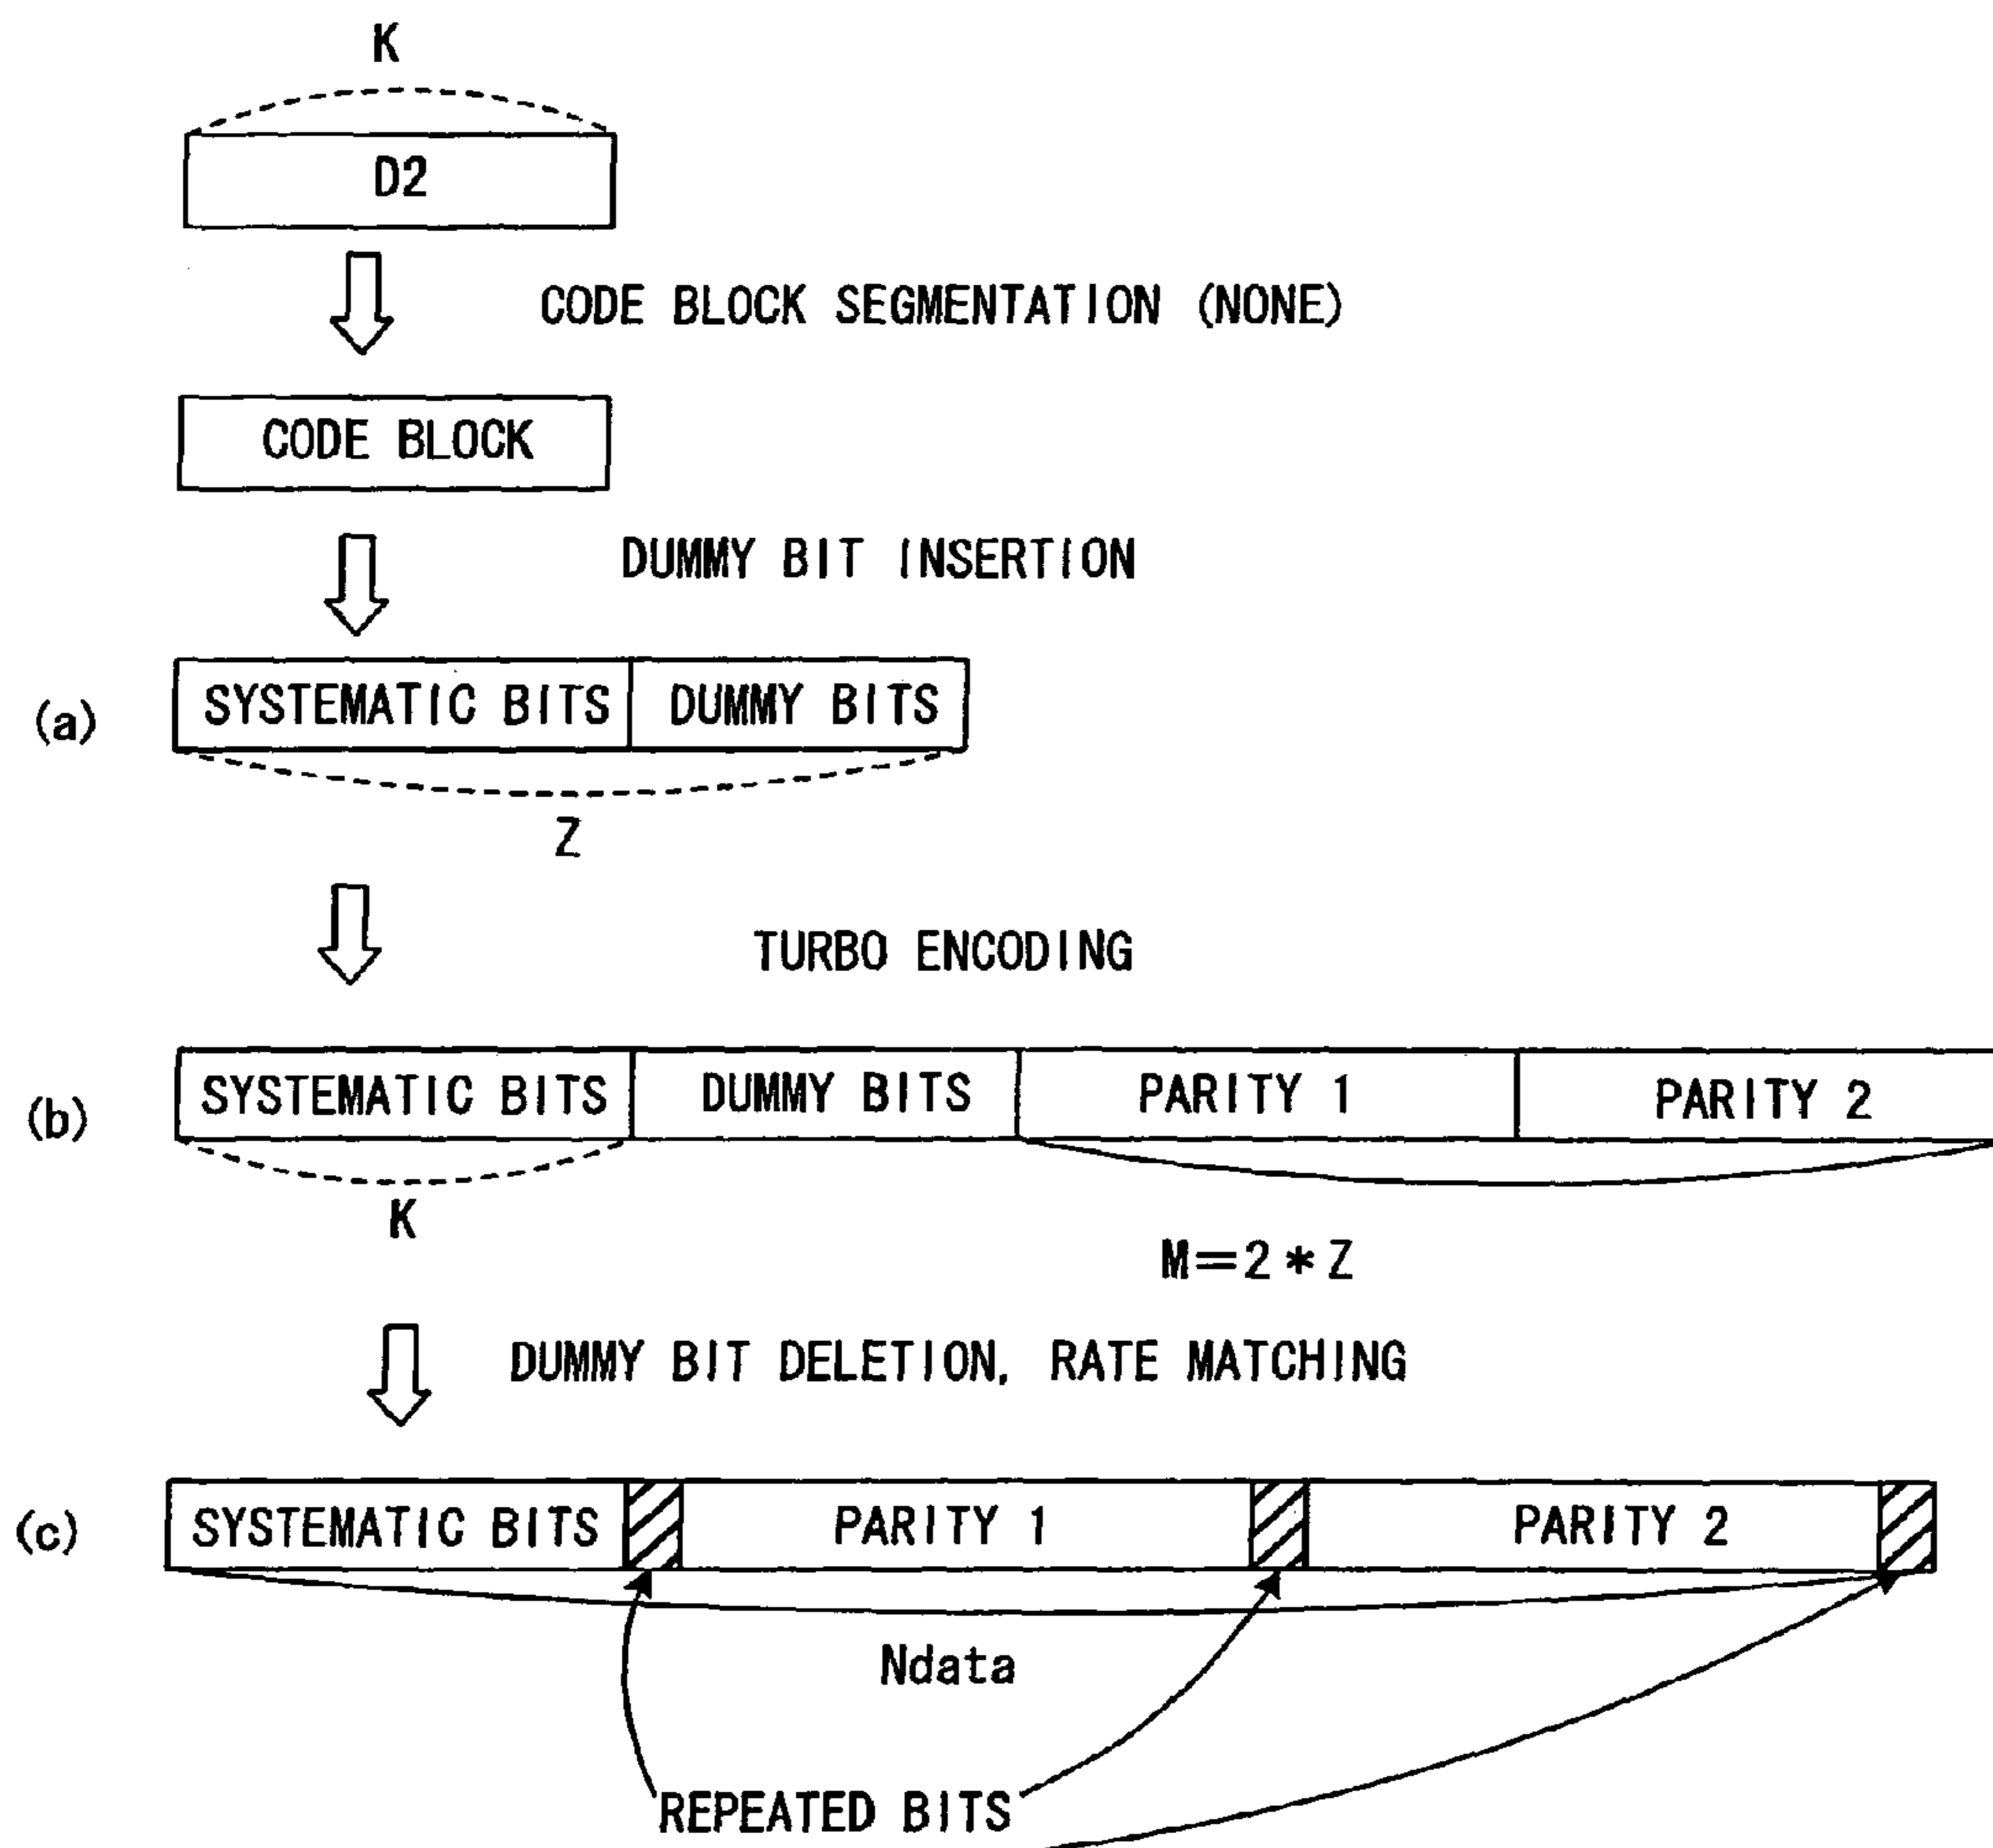 K
D2
CODE BLOCK SEGMENTATION (NONE)
CODE BLOCK
DUMMY BIT INSERTION
(a) SYSTEMATIC BITS DUMMY BITS
Z
TURBO ENCODING
(b) SYSTEMATIC BITS DUMMY BITS PARITY 1 PARITY 2
K
M=2*Z
DUMMY BIT DELETION, RATE MATCHING
(c) SYSTEMATIC BITS PARITY 1 PARITY 2
Ndata
REPEATED BITS